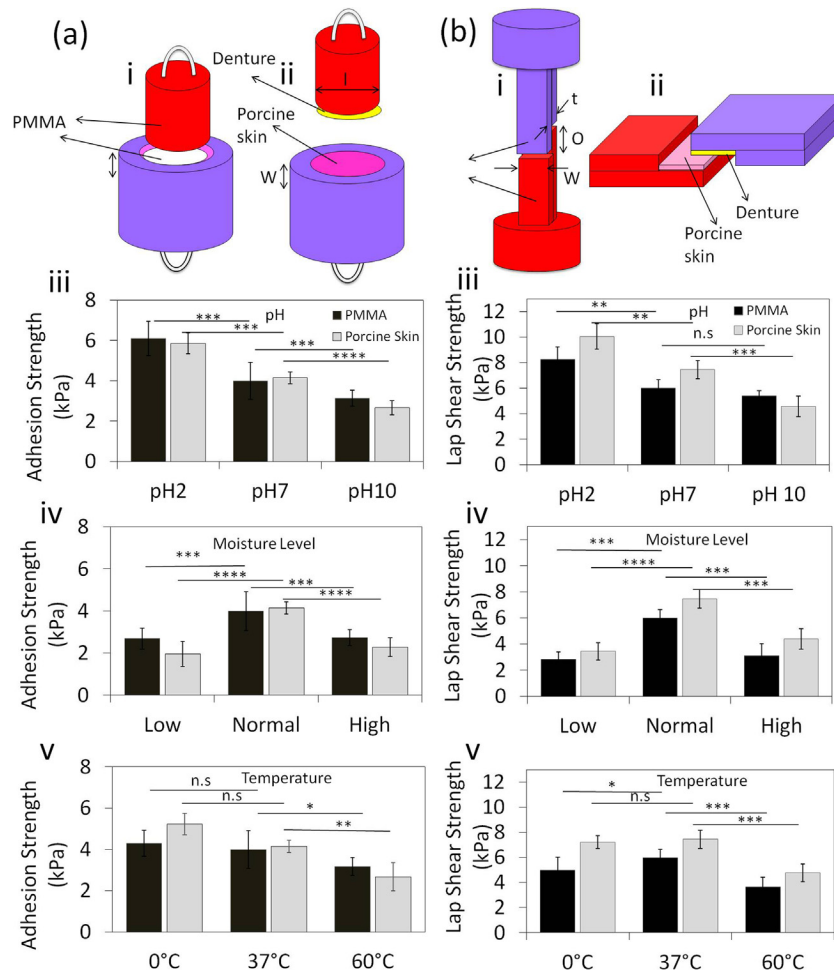 (a)
i
ii
Denture
l
PMMA
Porcine
skin
W
(b)
i
ii
t
O
W
Denture
Porcine
skin
iii
Adhesion Strength
(kPa)
8
6
4
2
0
pH
PMMA
Porcine Skin
***
***
***
****
pH2 pH7 pH10
iv
Adhesion Strength
(kPa)
8
6
4
2
0
Moisture Level
***
****
***
****
Low Normal High
v
Adhesion Strength
(kPa)
8
6
4
2
0
Temperature
n.s
n.s
*
**
0°C 37°C 60°C
iii
Lap Shear Strength
(kPa)
12
10
8
6
4
2
0
pH
PMMA
Porcine Skin
**
**
n.s
***
pH2 pH7 pH 10
iv
Lap Shear Strength
(kPa)
12
10
8
6
4
2
0
Moisture Level
***
****
***
***
Low Normal High
v
Lap Shear Strength
(kPa)
12
10
8
6
4
2
0
Temperature
*
n.s
***
***
0°C 37°C 60°C